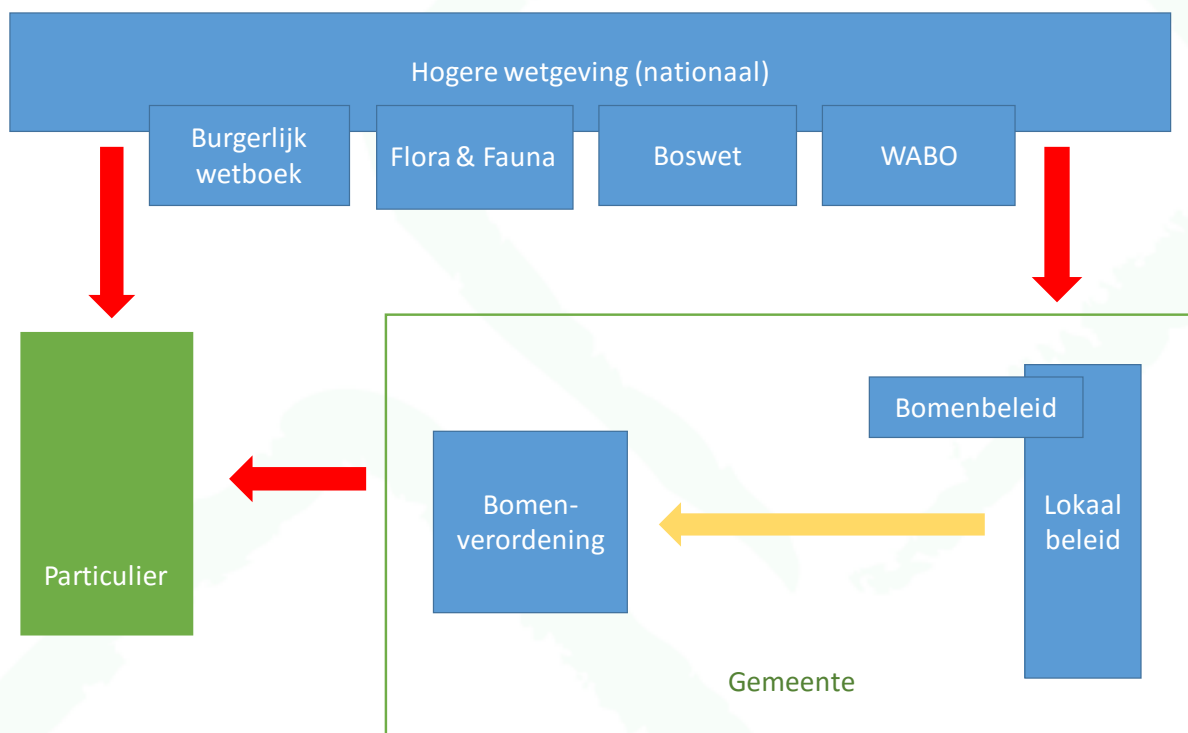 Hogere wetgeving (nationaal)
Burgerlijk
wetboek
Flora & Fauna
Boswet
WABO
Bomenbeleid
Lokaal
beleid
Bomen-
verordening
Particulier
Gemeente